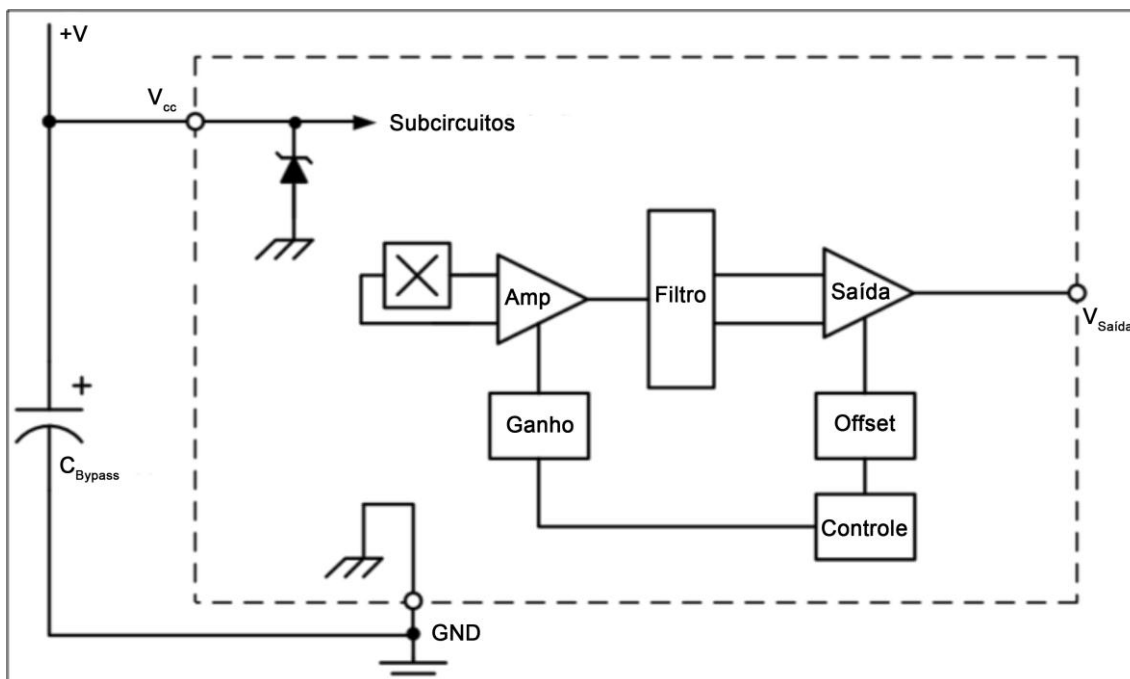 +V
Vcc
Subcircuitos
Amp
Filtro
Saída
VSaída
Ganho
Offset
CBypass
+
Controle
GND